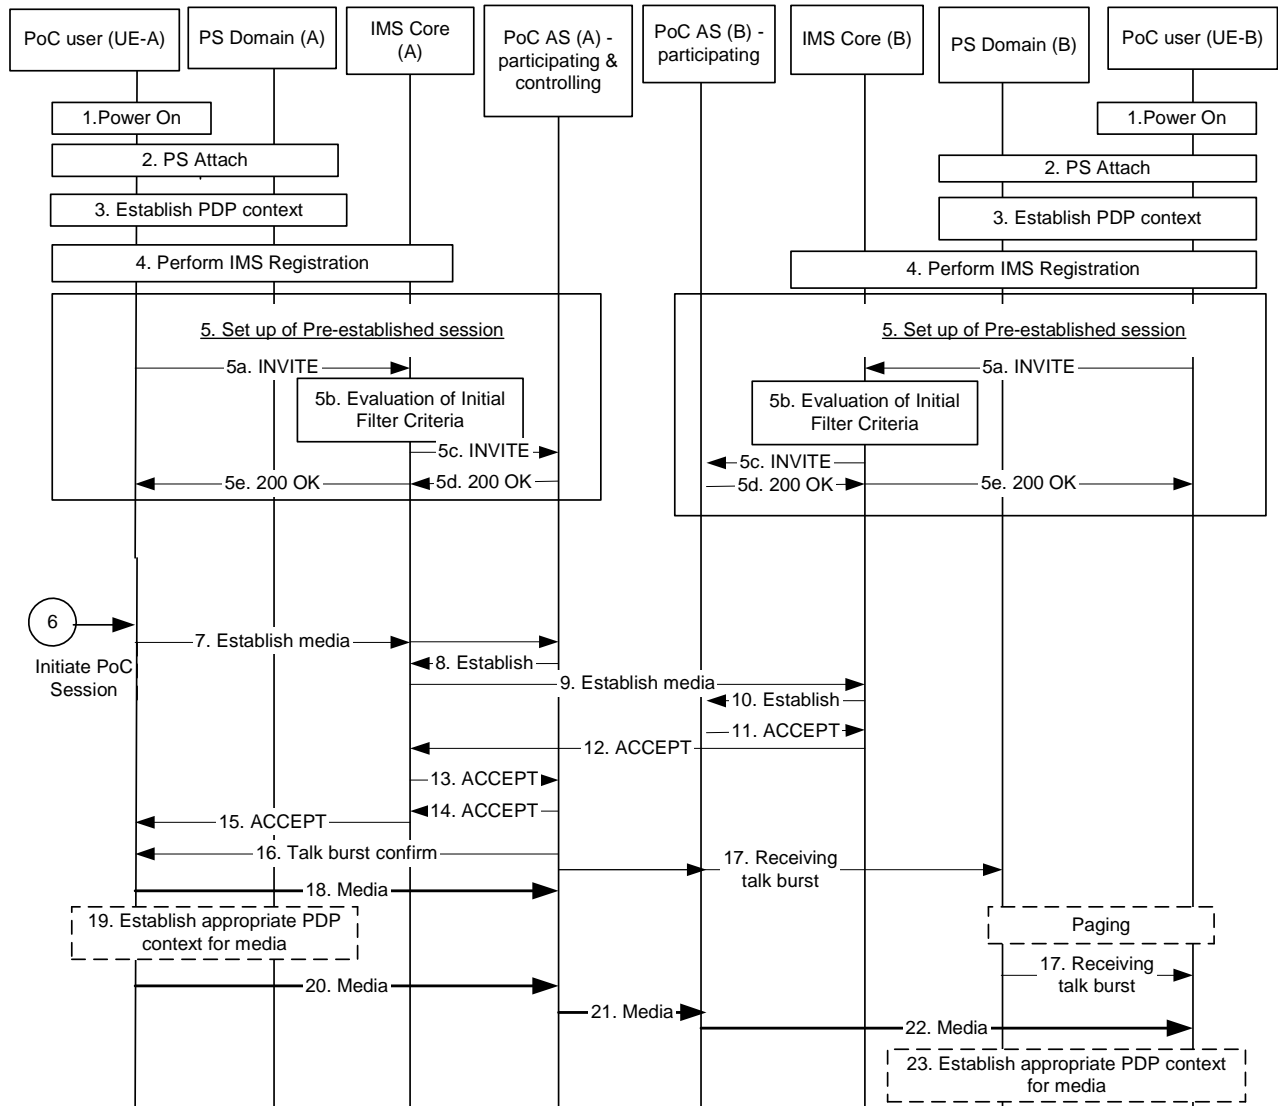 PoC user (UE-A)
PS Domain (A)
IMS Core
(A)
PoC AS (A) -
participating &
controlling
PoC AS (B) -
participating
IMS Core (B)
PS Domain (B)
PoC user (UE-B)
1.Power On
1.Power On
2. PS Attach
2. PS Attach
3. Establish PDP context
3. Establish PDP context
4. Perform IMS Registration
4. Perform IMS Registration
5. Set up of Pre-established session
5. Set up of Pre-established session
5a. INVITE
5a. INVITE
5b. Evaluation of Initial
Filter Criteria
5b. Evaluation of Initial
Filter Criteria
5c. INVITE
5c. INVITE
5e. 200 OK
5d. 200 OK
5d. 200 OK
5e. 200 OK
6
Initiate PoC
Session
7. Establish media
8. Establish
9. Establish media
10. Establish
11. ACCEPT
12. ACCEPT
13. ACCEPT
14. ACCEPT
15. ACCEPT
16. Talk burst confirm
17. Receiving
talk burst
18. Media
19. Establish appropriate PDP
context for media
Paging
17. Receiving
talk burst
20. Media
21. Media
22. Media
23. Establish appropriate PDP context
for media